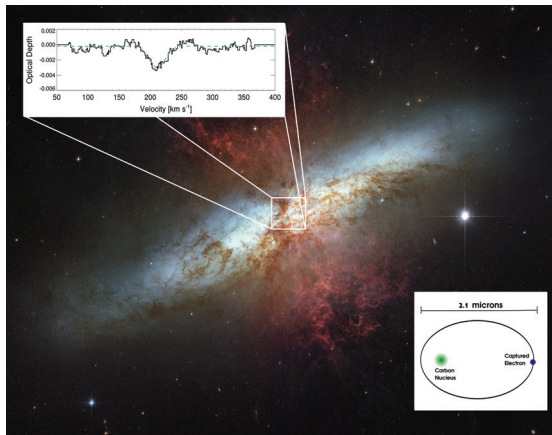 0.002
0.000
-0.002
-0.004
-0.006
Optical Depth
50 100 150 200 250 300 350 400
Velocity [km s⁻¹]
2.1 microns
Captured
Electron
Carbon
Nucleus